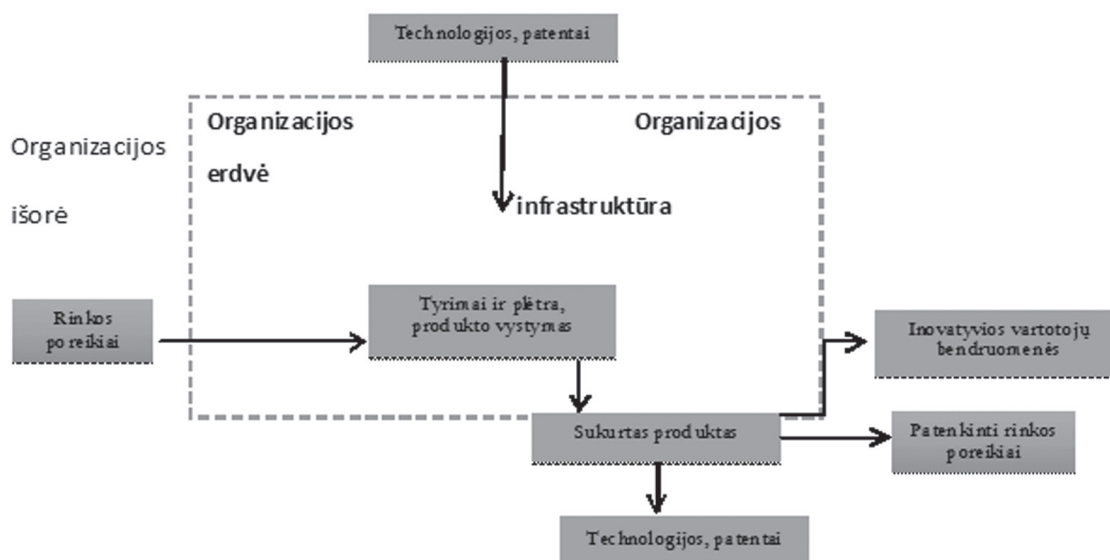 Technologijos, patentai
Organizacijos
erdvė
Organizacijos
infrastruktūra
Organizacijos
išorė
Rinkos
poreikiai
Tyrimai ir plėtra,
produkto vystymas
Inovatyvios vartotojų
bendruomenės
Sukurtas produktas
Patenkinti rinkos
poreikiai
Technologijos, patentai